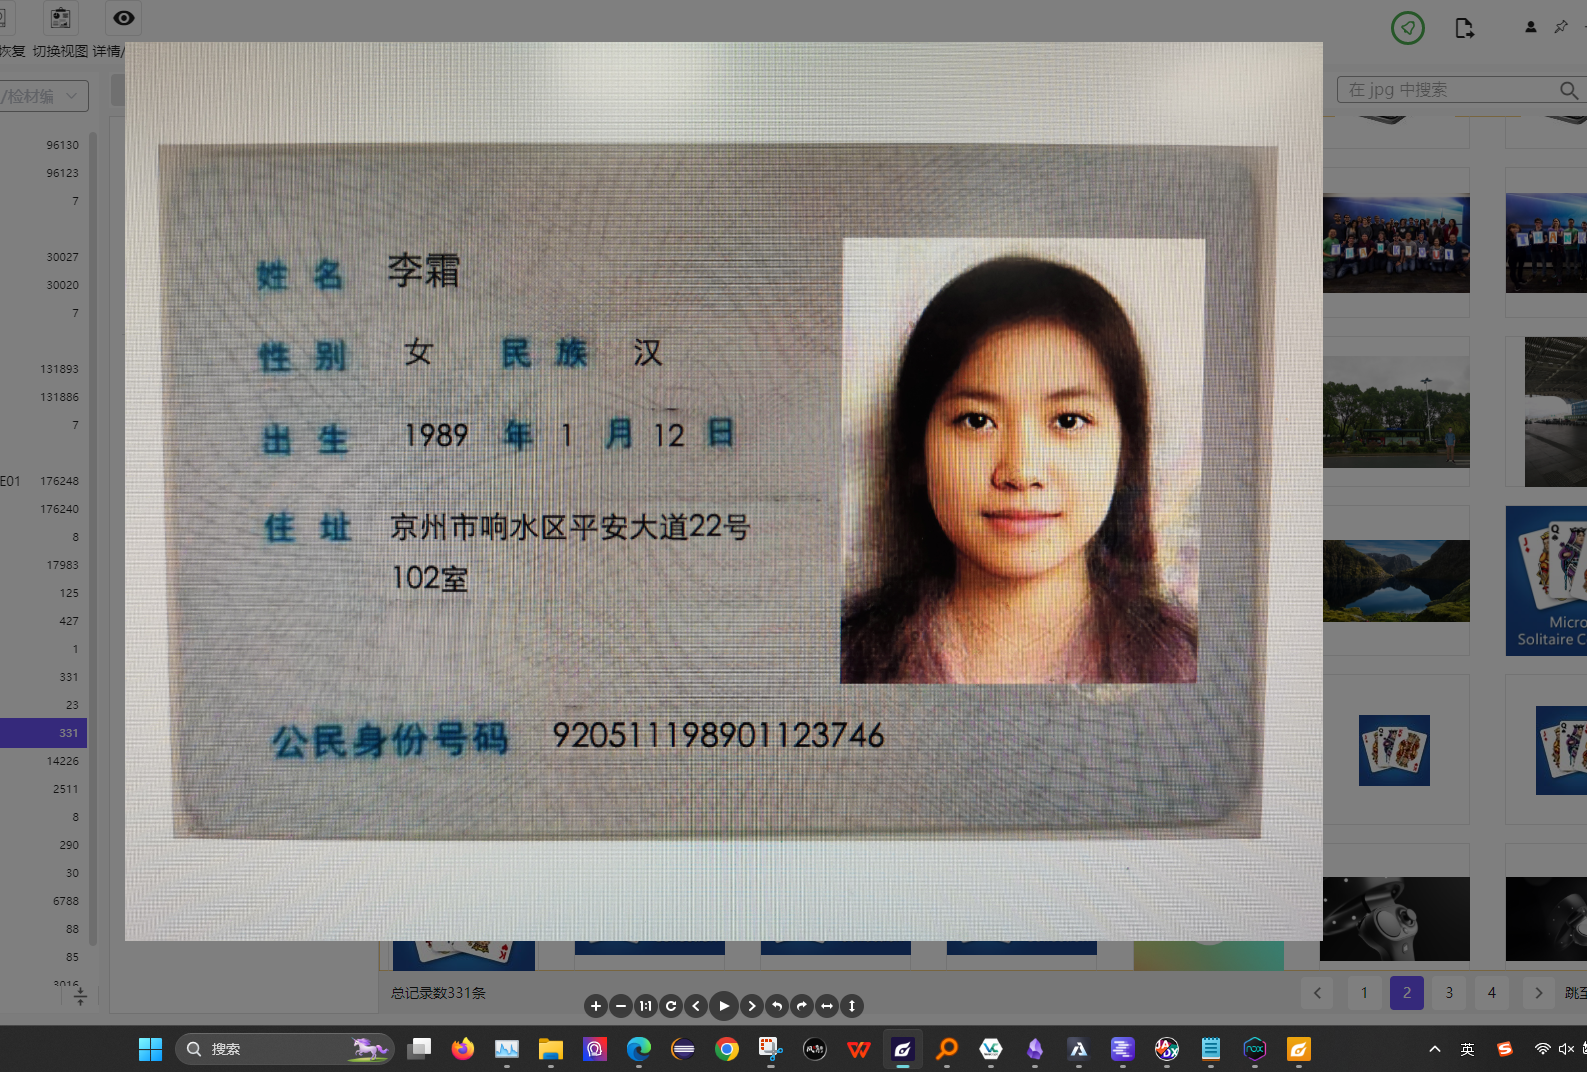 恢复 切换视图 详情/
/检材编
在 jpg 中搜索
96130
96123
7
30027
30020
7
131893
131886
7
E01 176248
176240
8
17983
125
427
1
331
23
331
14226
2511
8
290
30
6788
88
85
3016
姓名 李霜
性别 女 民族 汉
出生 1989 年 1 月 12 日
住址 京州市响水区平安大道22号
102室
公民身份号码 920511198901123746
Micro
Solitaire C
总记录数331条
1 2 3 4 跳至
1:1
搜索
英